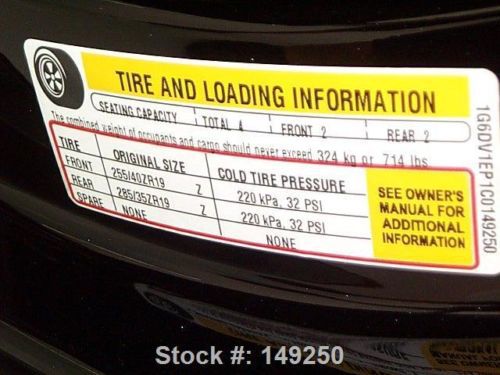 TIRE AND LOADING INFORMATION
SEATING CAPACITY TOTAL 4 FRONT 2 REAR 2
The combined weight of occupants and cargo should never exceed 324 kg or 714 lbs
TIRE ORIGINAL SIZE COLD TIRE PRESSURE
FRONT 255/40ZR19 Z 220 kPa, 32 PSI
REAR 285/35ZR19 Z 220 kPa, 32 PSI
SPARE NONE
SEE OWNER'S
MANUAL FOR
ADDITIONAL
INFORMATION
1G6DV1EP1C0149250
Stock #: 149250